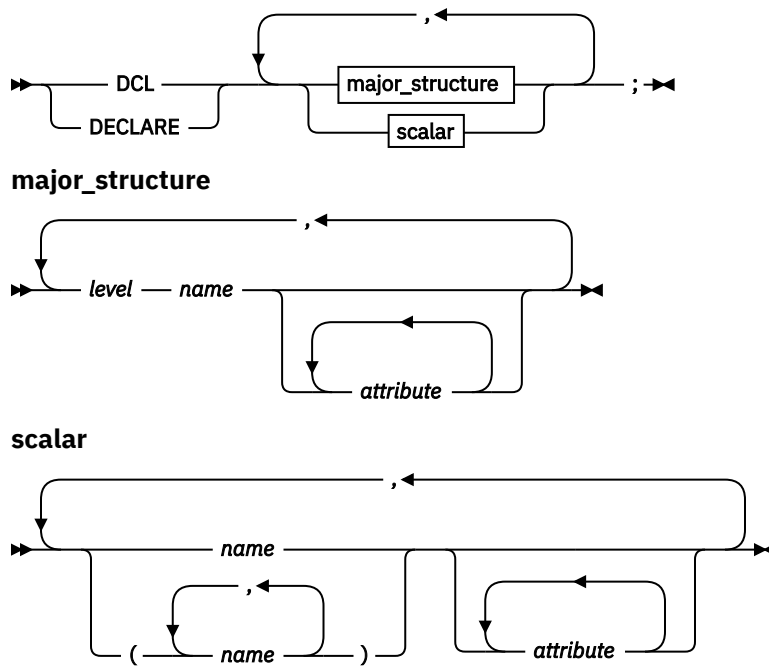 ,
DCL major_structure ;
DECLARE scalar
major_structure
,
level name
attribute
scalar
,
name
,
( name ) attribute